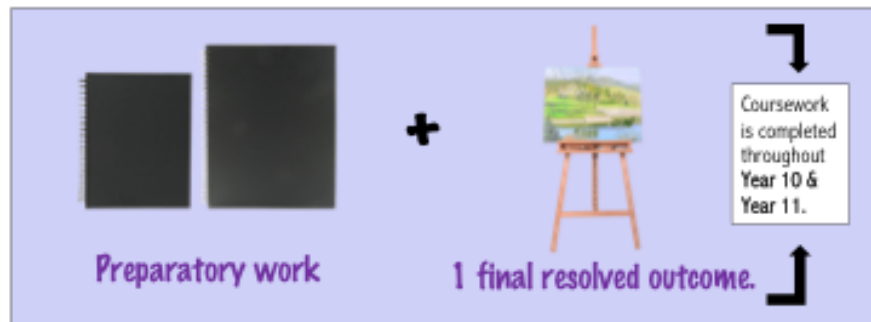 Coursework
is completed
throughout
Year 10 &
Year 11.
Preparatory work
+
1 final resolved outcome.